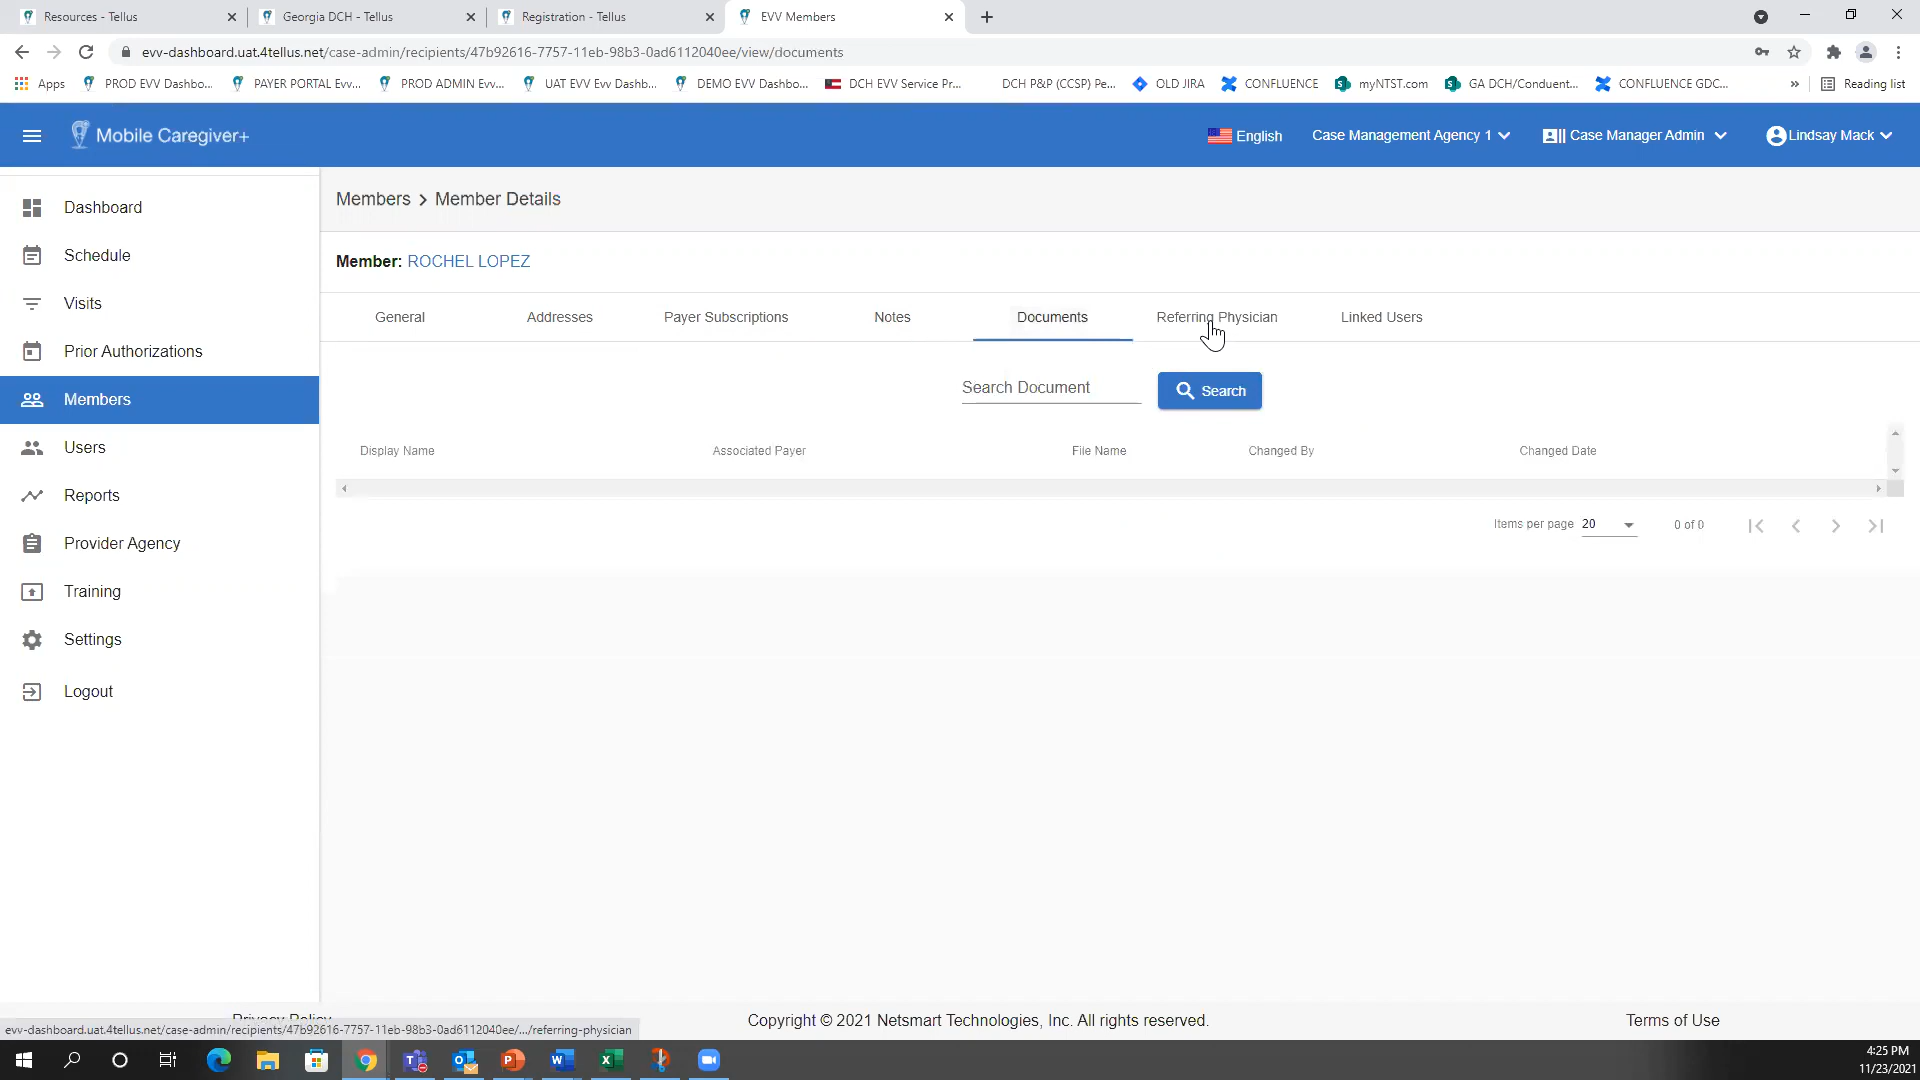 Resources - Tellus
Georgia DCH - Tellus
Registration - Tellus
EVV Members
evv-dashboard.uat.4tellus.net/case-admin/recipients/47b92616-7757-11eb-98b3-0ad6112040ee/view/documents
Apps
PROD EVV Dashbo...
PAYER PORTAL Evv...
PROD ADMIN Evv...
UAT EVV Evv Dashb...
DEMO EVV Dashbo...
DCH EVV Service Pr...
DCH P&P (CCSP) Pe...
OLD JIRA
CONFLUENCE
myNTST.com
GA DCH/Conduent...
CONFLUENCE GDC...
»
Reading list
Mobile Caregiver+
English
Case Management Agency 1
Case Manager Admin
Lindsay Mack
Dashboard
Schedule
Visits
Prior Authorizations
Members
Users
Reports
Provider Agency
Training
Settings
Logout
Members > Member Details
Member: ROCHEL LOPEZ
General
Addresses
Payer Subscriptions
Notes
Documents
Referring Physician
Linked Users
Search Document
Search
Display Name
Associated Payer
File Name
Changed By
Changed Date
Items per page 20
0 of 0
Privacy Policy
evv-dashboard.uat.4tellus.net/case-admin/recipients/47b92616-7757-11eb-98b3-0ad6112040ee/.../referring-physician
Copyright © 2021 Netsmart Technologies, Inc. All rights reserved.
Terms of Use
4:25 PM
11/23/2021